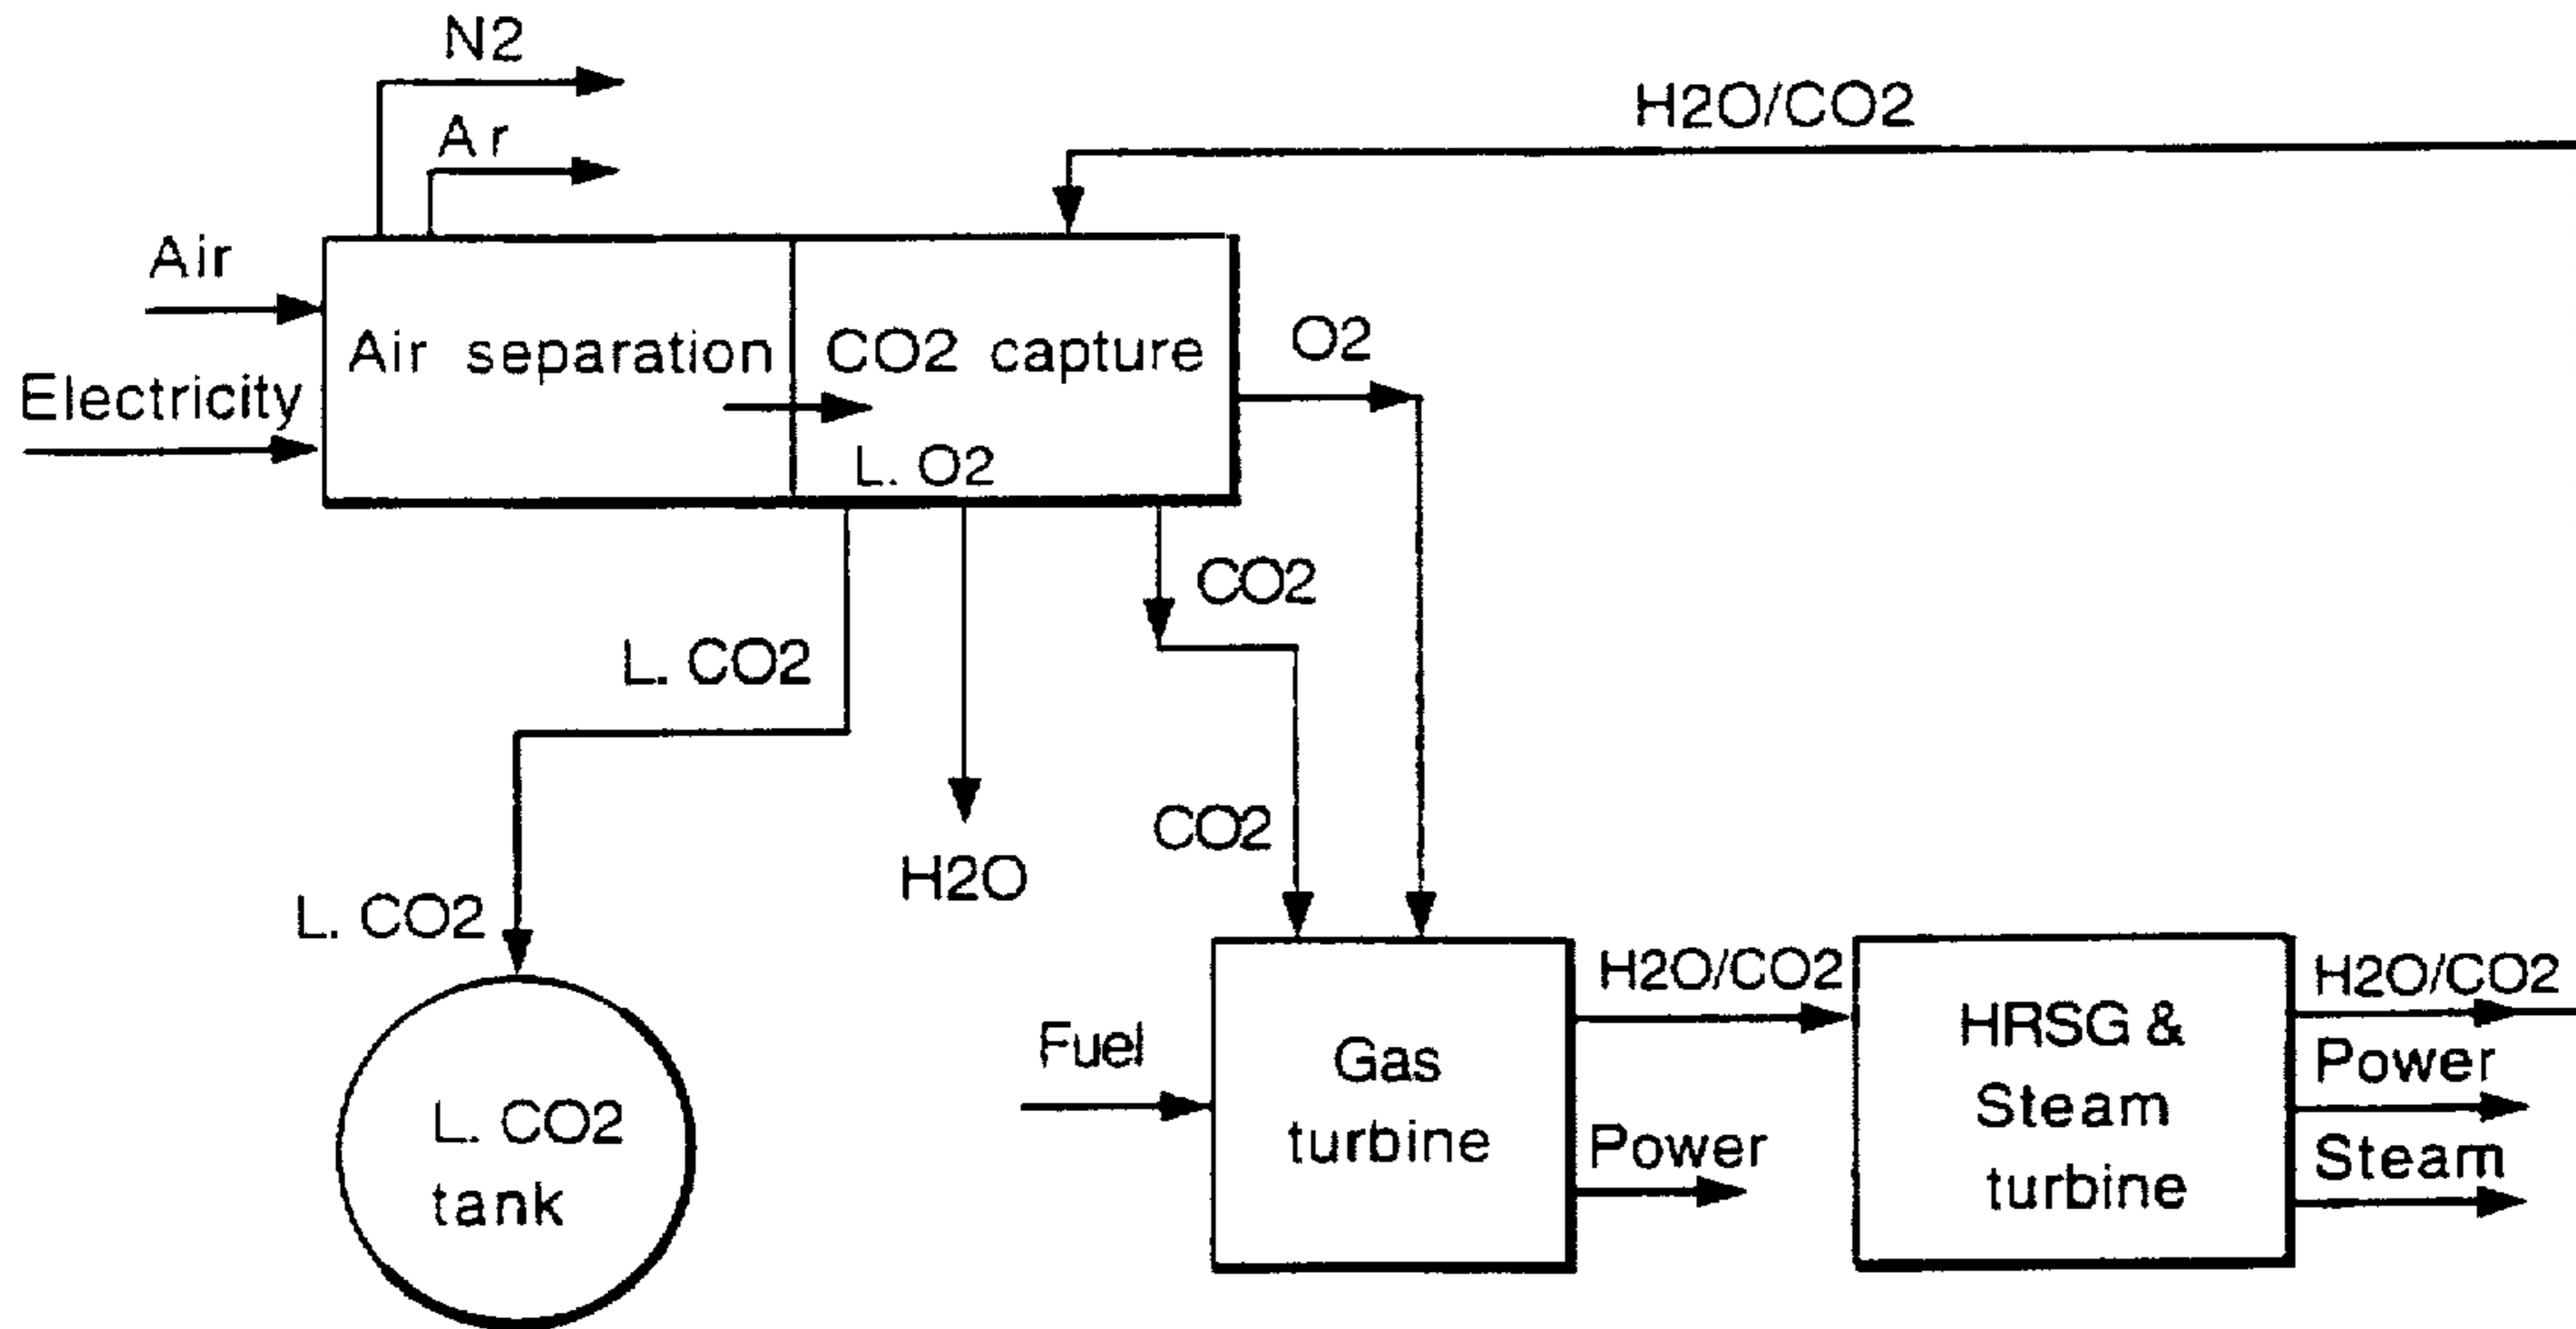 N2
Ar
H2O/CO2
Air
Electricity
Air separation
CO2 capture
L. O2
O2
CO2
L. CO2
CO2
H2O
L. CO2
L. CO2
tank
Fuel
Gas
turbine
H2O/CO2
Power
HRSG &
Steam
turbine
H2O/CO2
Power
Steam